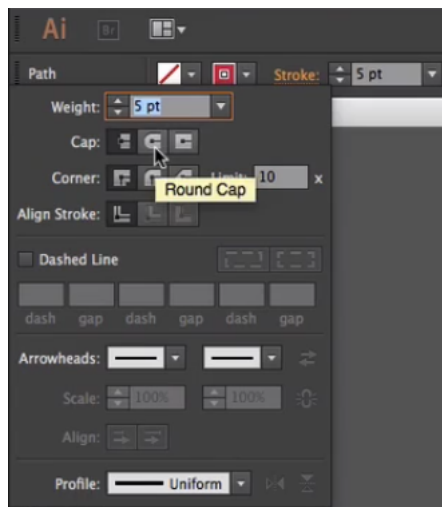 Ai Br
Path Stroke: 5 pt
Weight: 5 pt
Cap:
Corner: Limit: 10 x
Round Cap
Align Stroke:
Dashed Line
dash gap dash gap dash gap
Arrowheads:
Scale: 100% 100%
Align:
Profile: Uniform